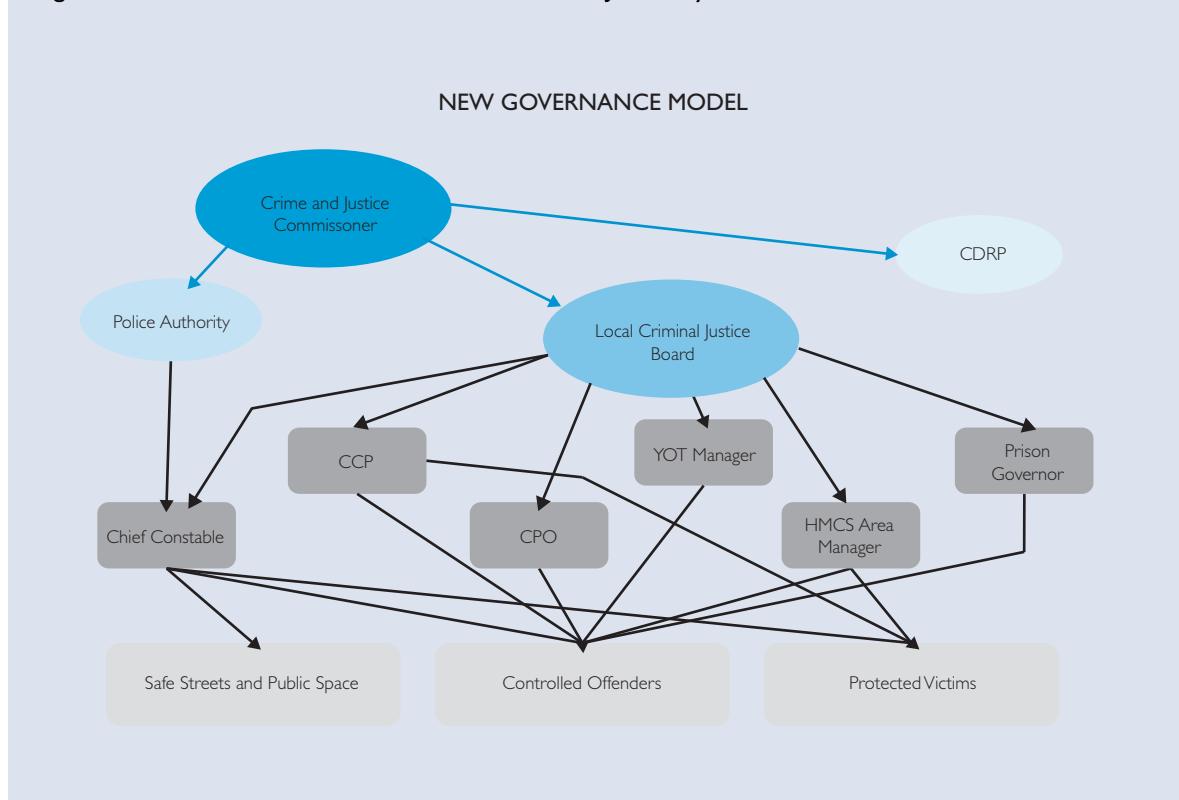 NEW GOVERNANCE MODEL
Crime and Justice
Commissoner
CDRP
Police Authority
Local Criminal Justice
Board
CCP
YOT Manager
Prison
Governor
Chief Constable
CPO
HMCS Area
Manager
Safe Streets and Public Space
Controlled Offenders
Protected Victims